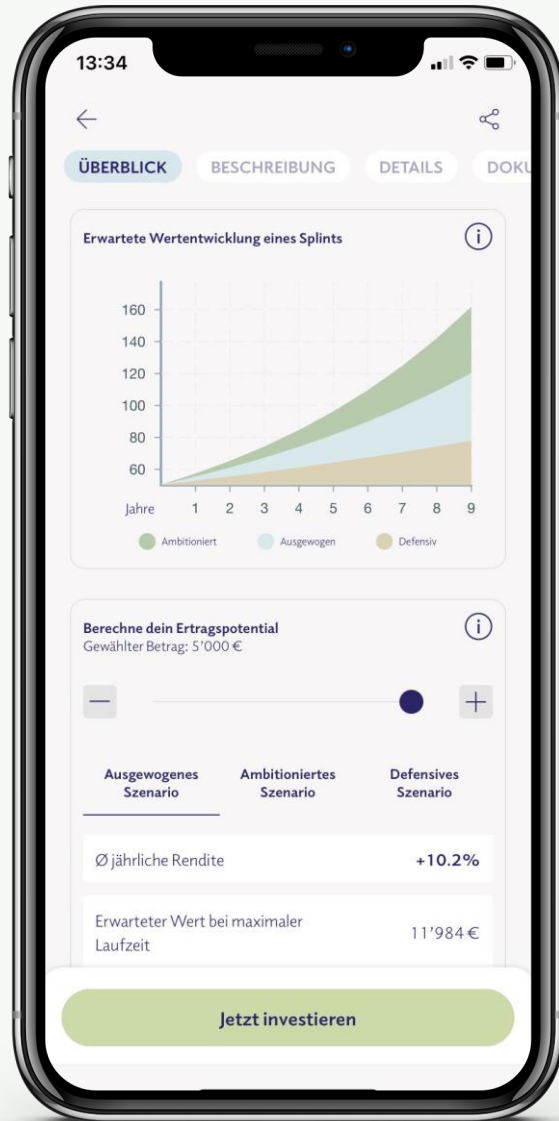 13:34
ÜBERBLICK BESCHREIBUNG DETAILS DOKU
Erwartete Wertentwicklung eines Splints
160
140
120
100
80
60
Jahre 1 2 3 4 5 6 7 8 9
Ambitioniert Ausgewogen Defensiv
Berechne dein Ertragspotential
Gewählter Betrag: 5’000 €
Ausgewogenes Ambitioniertes Defensives
Szenario Szenario Szenario
Ø jährliche Rendite +10.2%
Erwarteter Wert bei maximaler
Laufzeit 11’984 €
Jetzt investieren